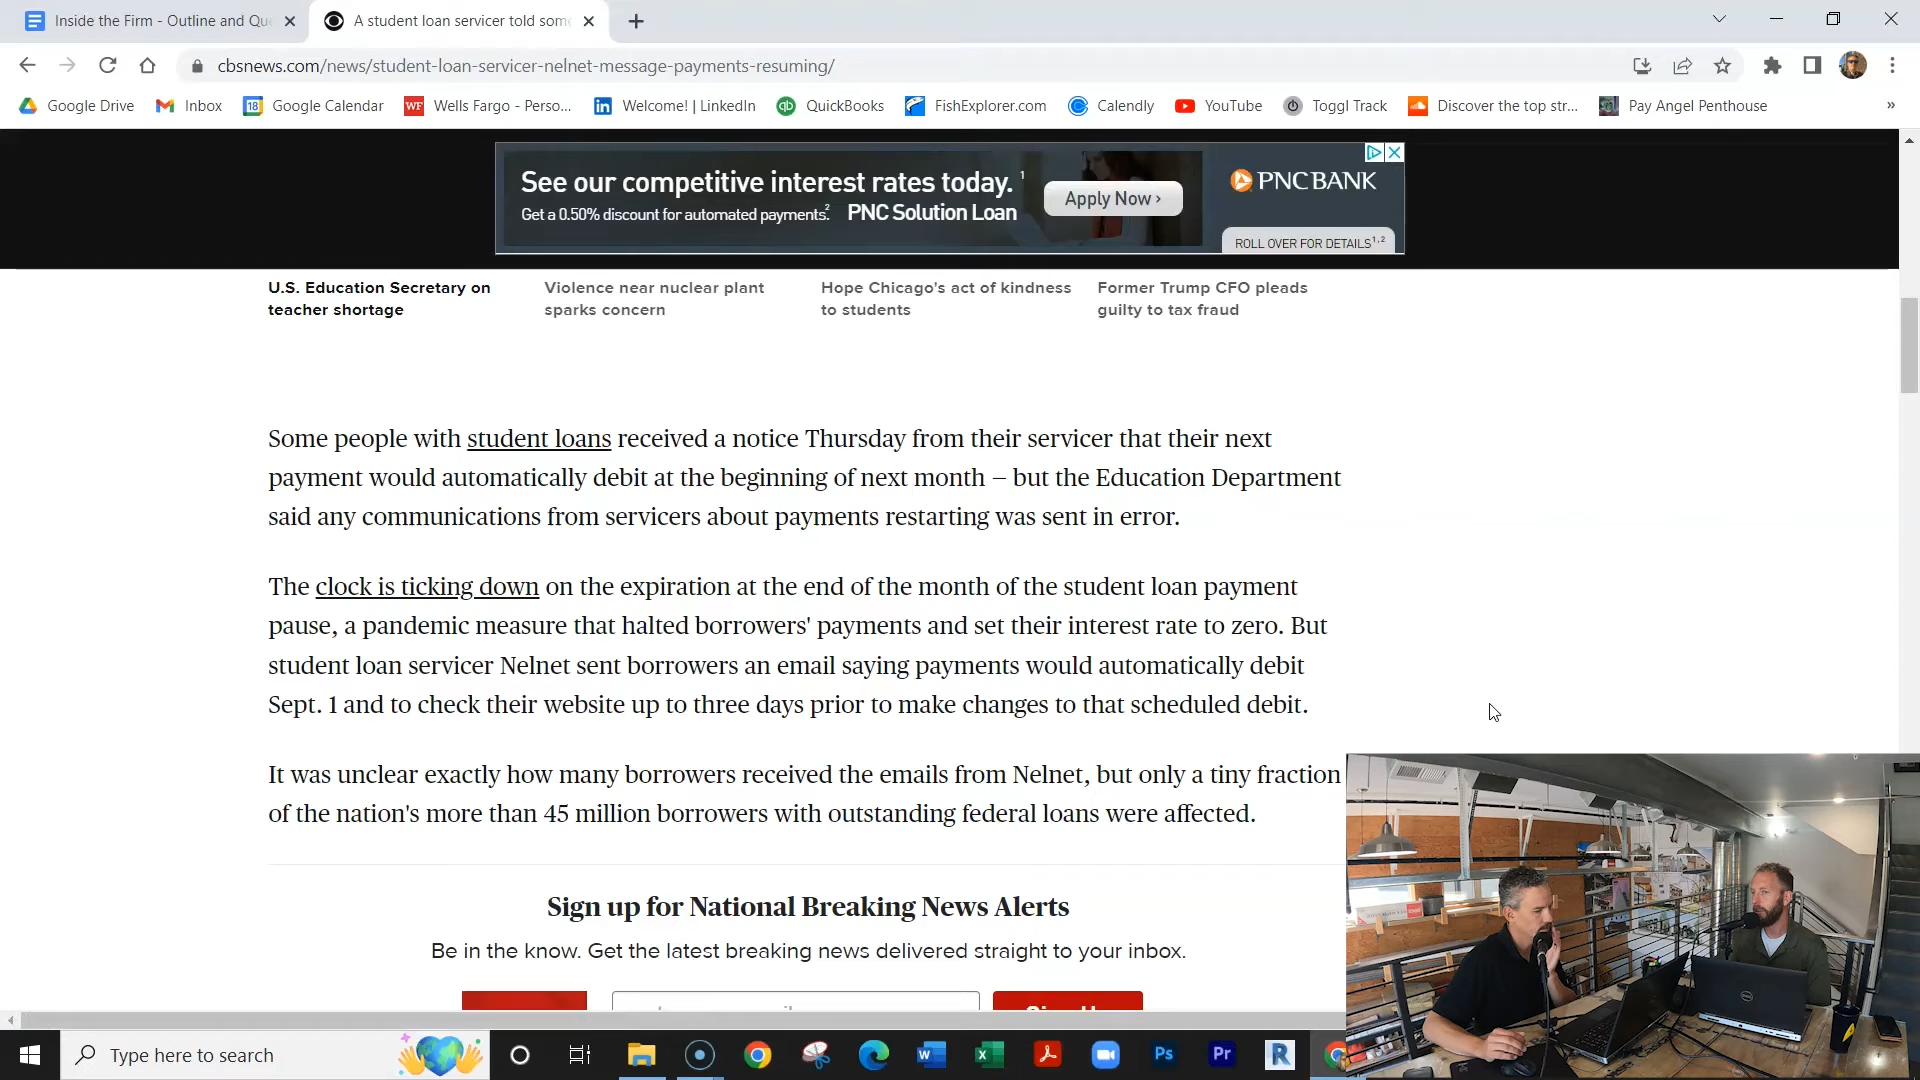 Inside the Firm - Outline and Que
A student loan servicer told some
cbsnews.com/news/student-loan-servicer-nelnet-message-payments-resuming/
Google Drive
Inbox
18
Google Calendar
WF
Wells Fargo - Perso...
in
Welcome! | LinkedIn
qb
QuickBooks
FishExplorer.com
Calendly
YouTube
Toggl Track
Discover the top str...
Pay Angel Penthouse
»
See our competitive interest rates today. 1
Get a 0.50% discount for automated payments.2 PNC Solution Loan
Apply Now ›
PNC BANK
ROLL OVER FOR DETAILS1,2
U.S. Education Secretary on
teacher shortage
Violence near nuclear plant
sparks concern
Hope Chicago's act of kindness
to students
Former Trump CFO pleads
guilty to tax fraud
Some people with student loans received a notice Thursday from their servicer that their next
payment would automatically debit at the beginning of next month – but the Education Department
said any communications from servicers about payments restarting was sent in error.
The clock is ticking down on the expiration at the end of the month of the student loan payment
pause, a pandemic measure that halted borrowers' payments and set their interest rate to zero. But
student loan servicer Nelnet sent borrowers an email saying payments would automatically debit
Sept. 1 and to check their website up to three days prior to make changes to that scheduled debit.
It was unclear exactly how many borrowers received the emails from Nelnet, but only a tiny fraction
of the nation's more than 45 million borrowers with outstanding federal loans were affected.
Sign up for National Breaking News Alerts
Be in the know. Get the latest breaking news delivered straight to your inbox.
Type here to search
Ps
Pr
R